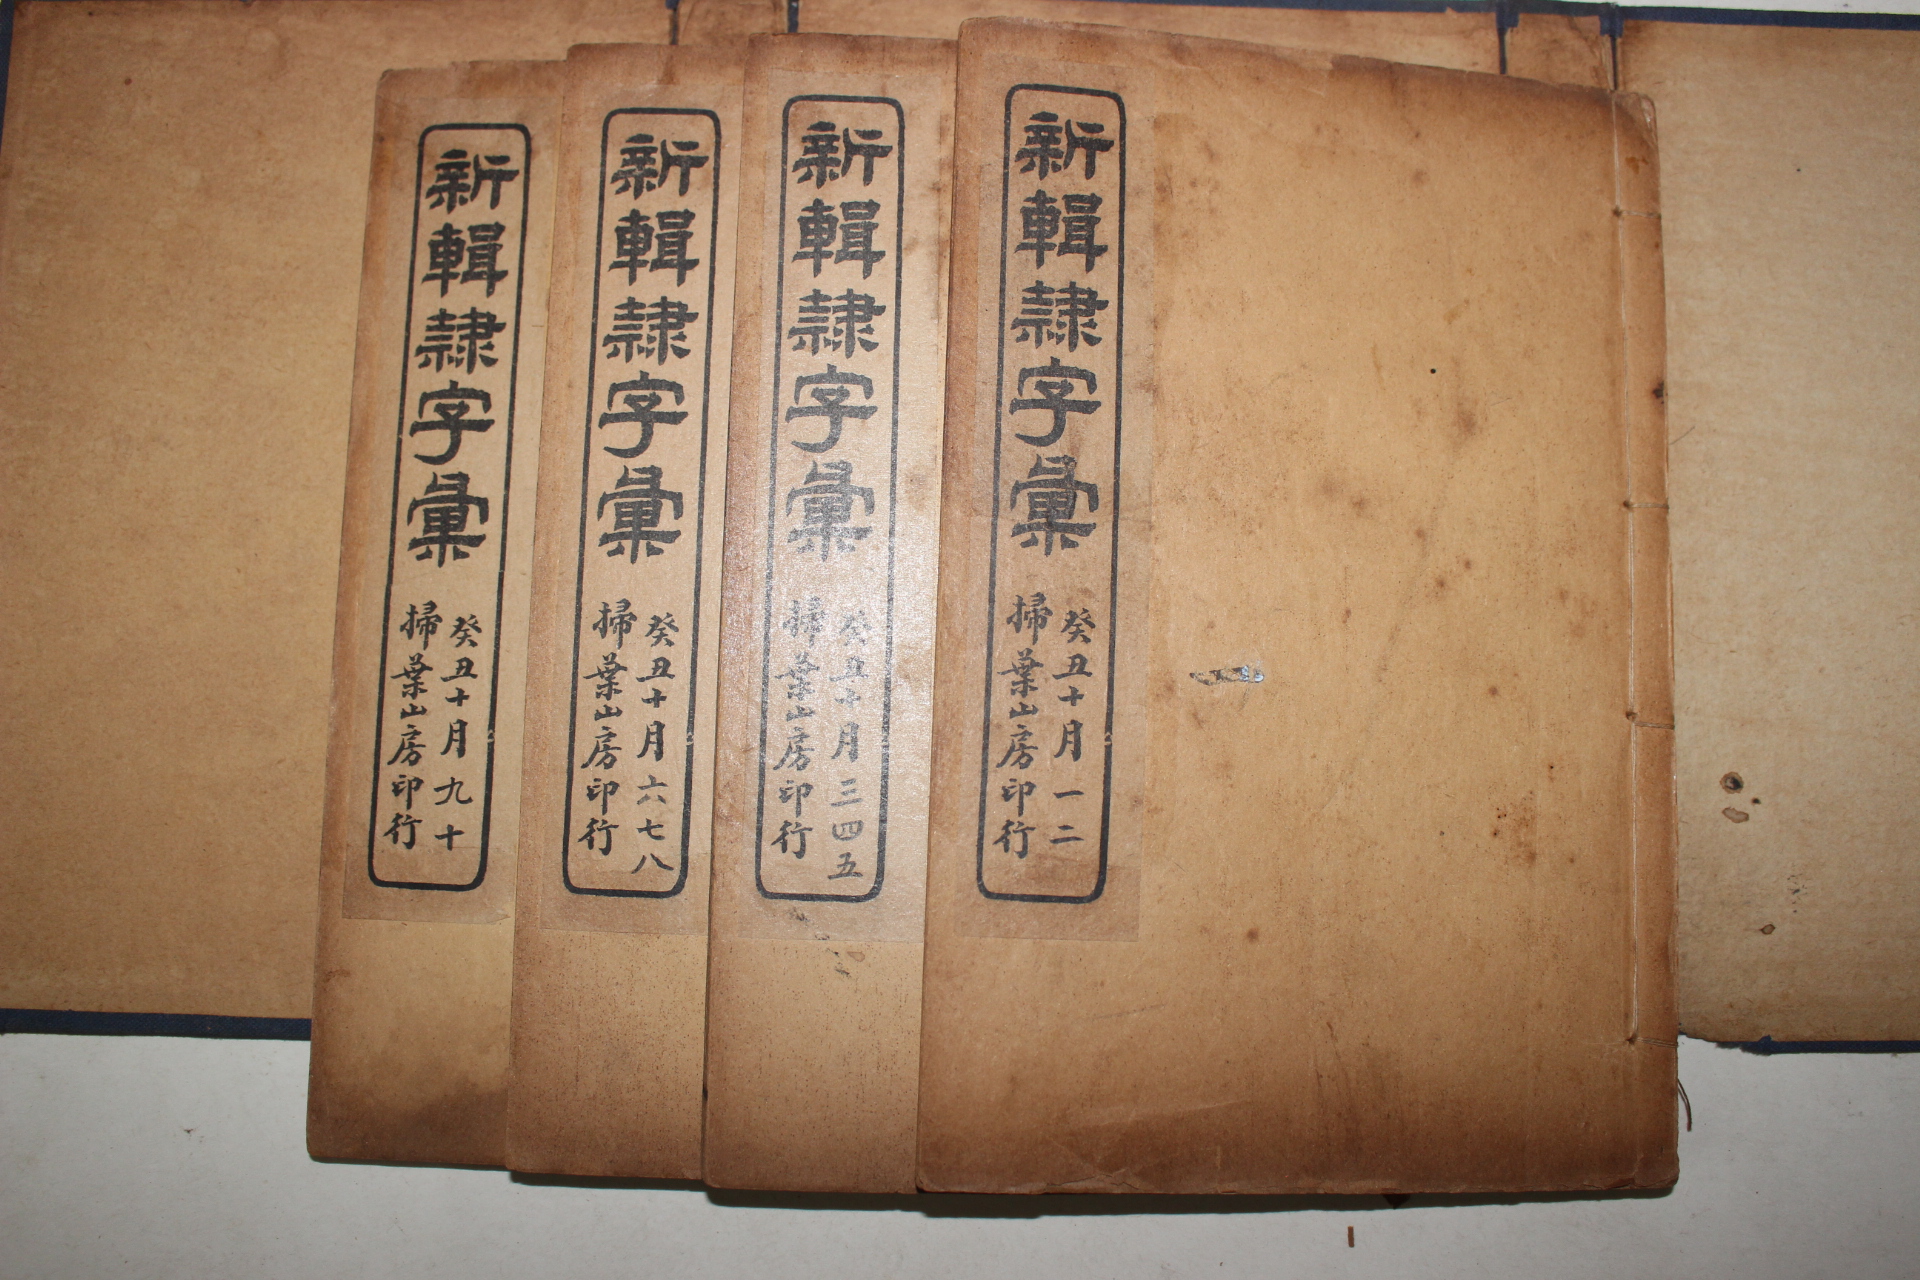 新輯隸字彙
癸丑十月一二
掃葉山房印行
新輯隸字彙
癸丑十月三四五
掃葉山房印行
新輯隸字彙
癸丑十月六七八
掃葉山房印行
新輯隸字彙
癸丑十月九十
掃葉山房印行